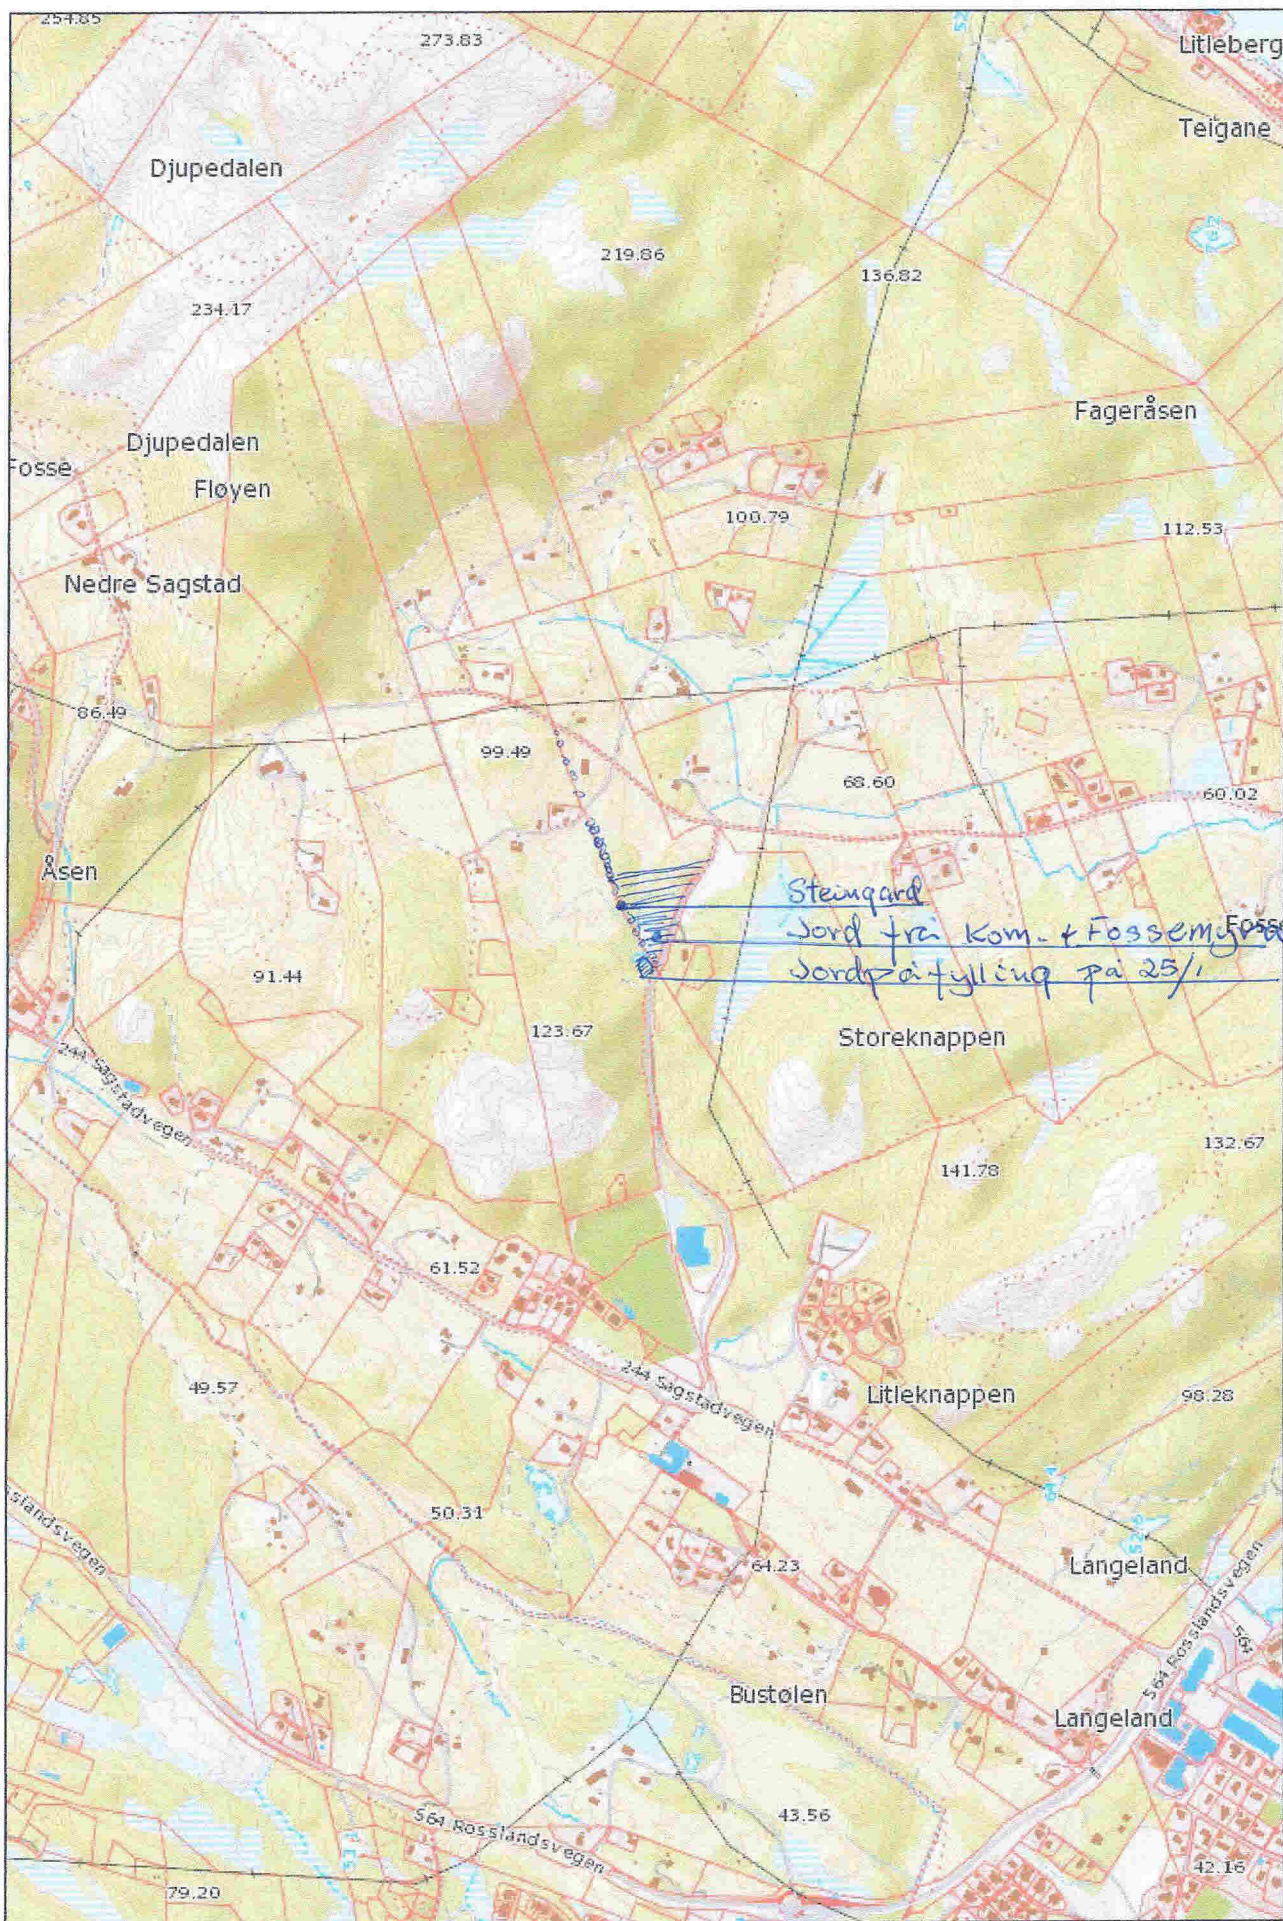 254.85
273.83
Litleberg
Teigane
Djupedalen
219.86
136.82
234.17
Fageråsen
Djupedalen
Fosse
Fløyen
100.79
112.53
Nedre Sagstad
86.49
99.49
68.60
60.02
Åsen
Steingard
Jord frå Kom. + Fossemyra
Jordpåfylling på 25/1
91.44
123.67
Storeknappen
244 Sagstadvegen
132.67
141.78
61.52
244 Sagstadvegen
49.57
Litleknappen
98.28
50.31
slandsvegen
64.23
Langeland
564 Rosslandsvegen
564
Bustølen
Langeland
43.56
564 Rosslandsvegen
42.16
79.20